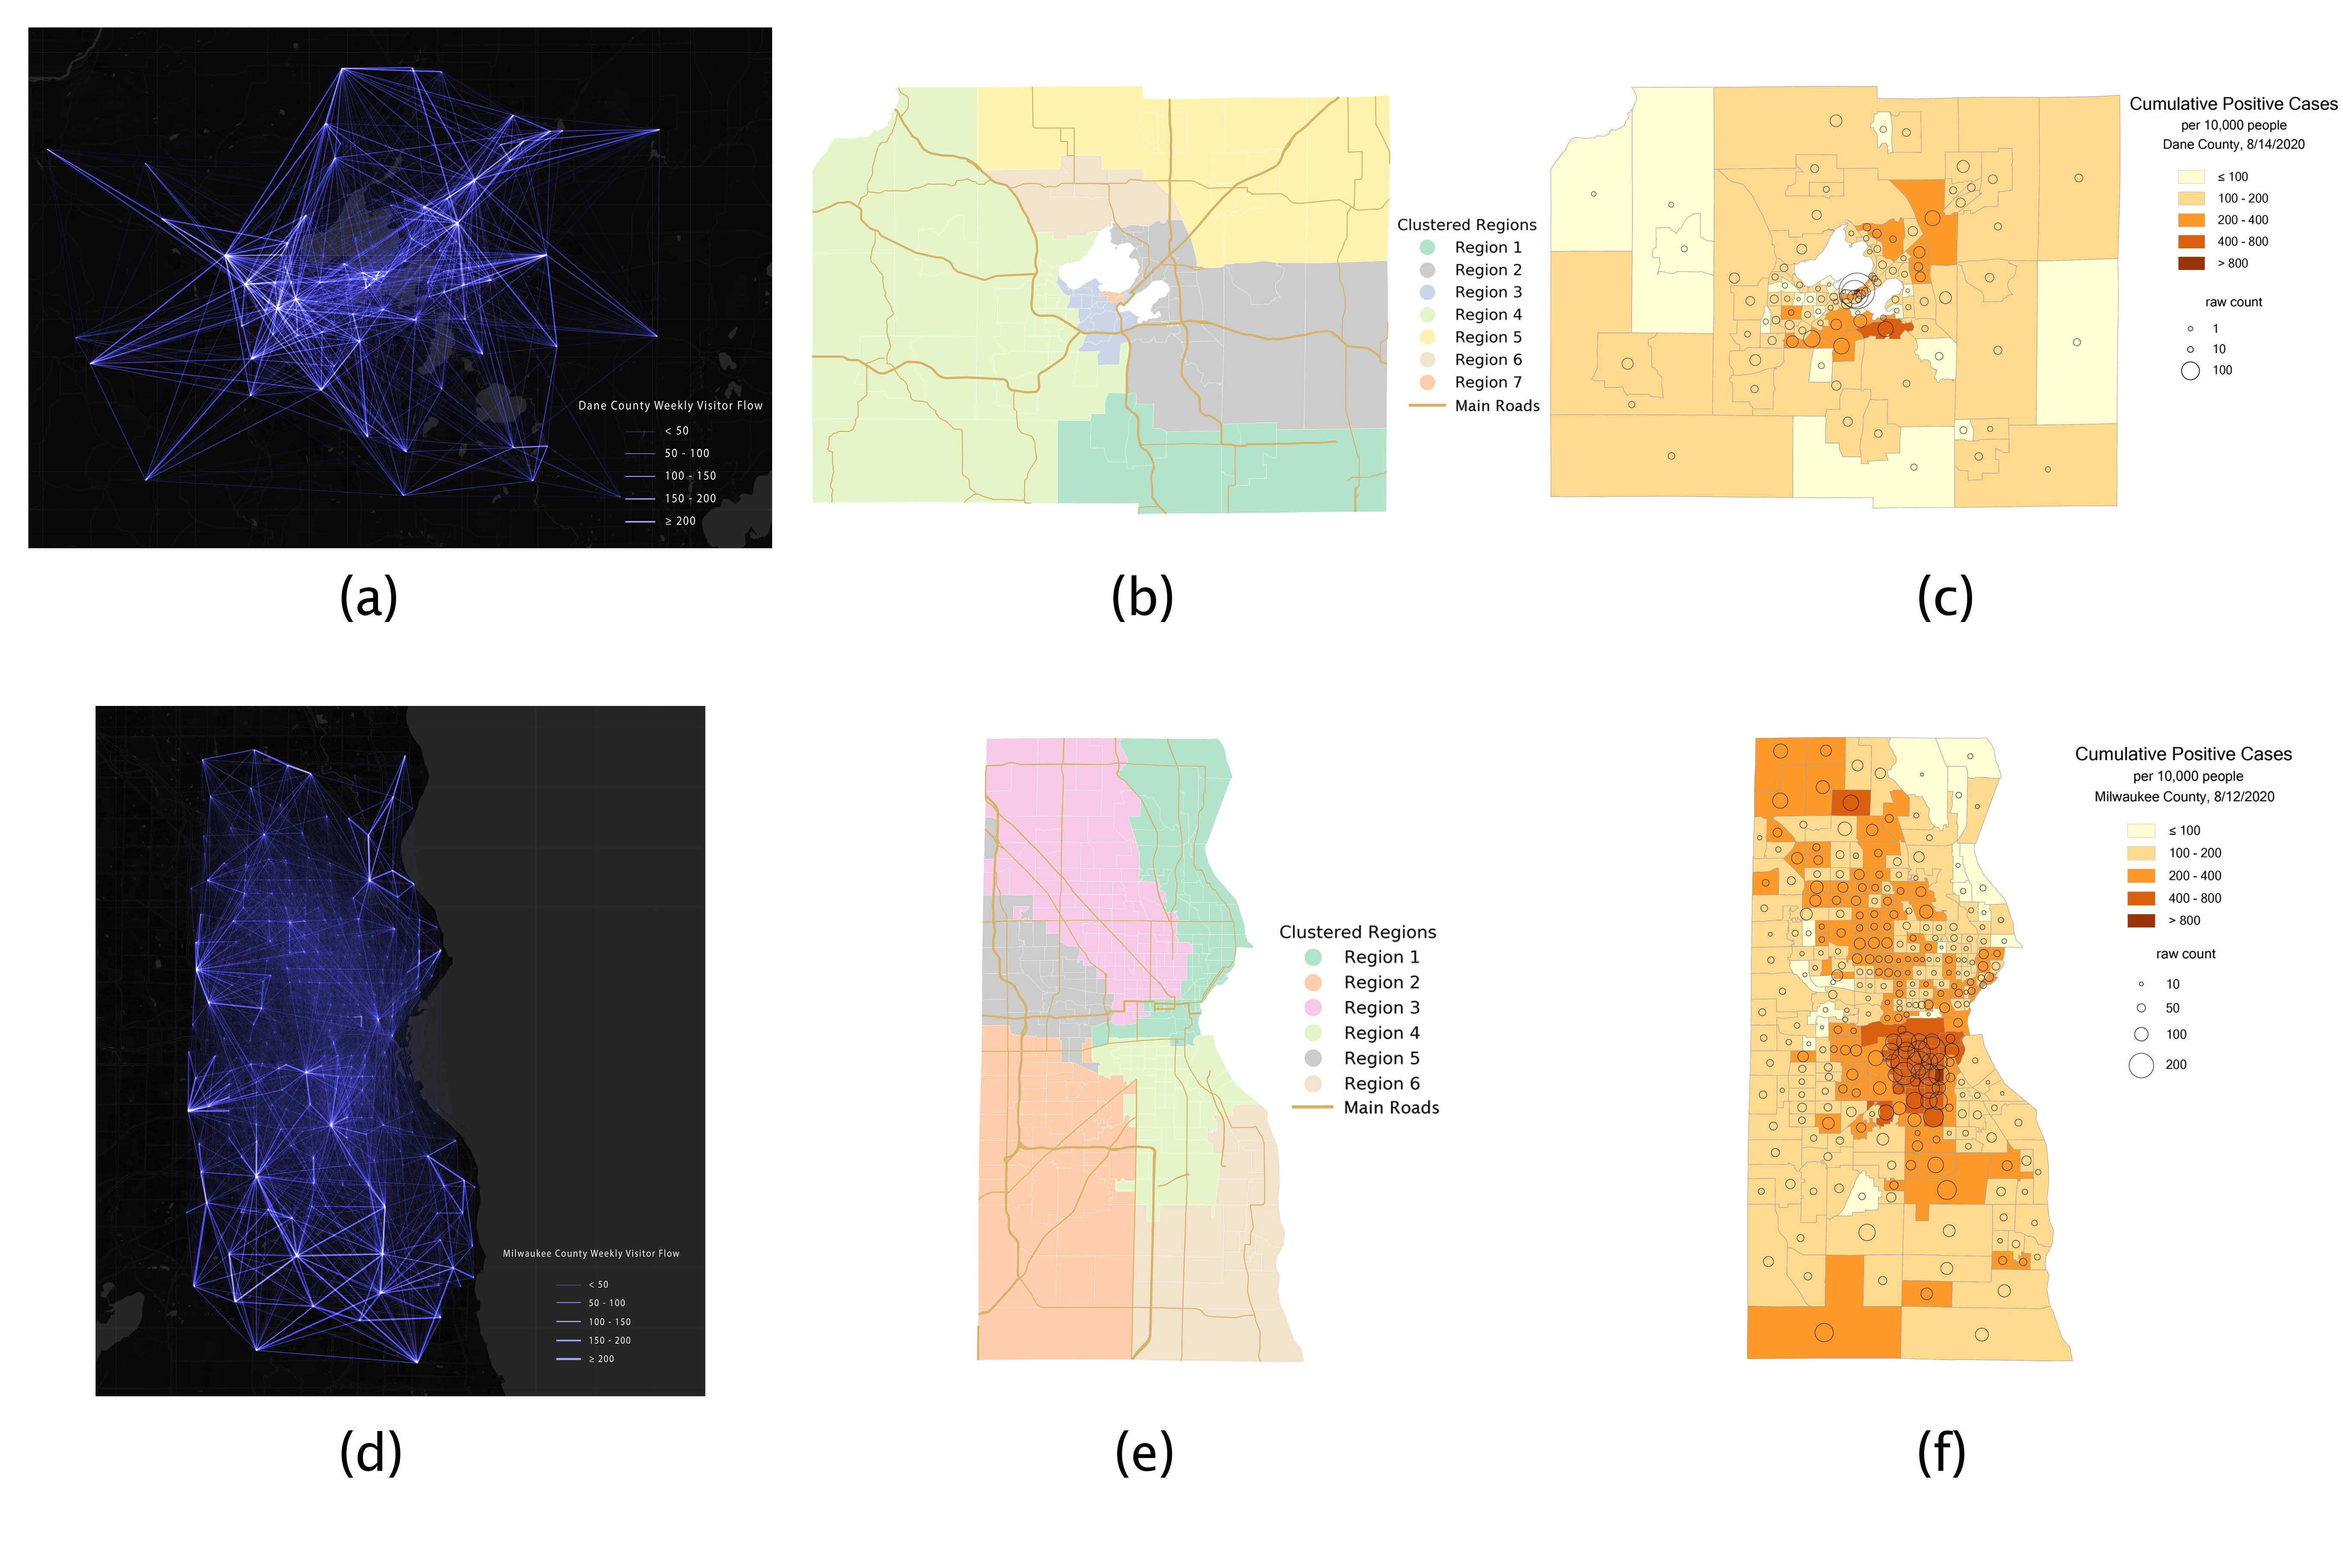 Dane County Weekly Visitor Flow
< 50
50 - 100
100 - 150
150 - 200
≥ 200
(a)
Clustered Regions
Region 1
Region 2
Region 3
Region 4
Region 5
Region 6
Region 7
Main Roads
(b)
Cumulative Positive Cases
per 10,000 people
Dane County, 8/14/2020
≤ 100
100 - 200
200 - 400
400 - 800
> 800
raw count
1
10
100
(c)
Milwaukee County Weekly Visitor Flow
< 50
50 - 100
100 - 150
150 - 200
≥ 200
(d)
Clustered Regions
Region 1
Region 2
Region 3
Region 4
Region 5
Region 6
Main Roads
(e)
Cumulative Positive Cases
per 10,000 people
Milwaukee County, 8/12/2020
≤ 100
100 - 200
200 - 400
400 - 800
> 800
raw count
10
50
100
200
(f)